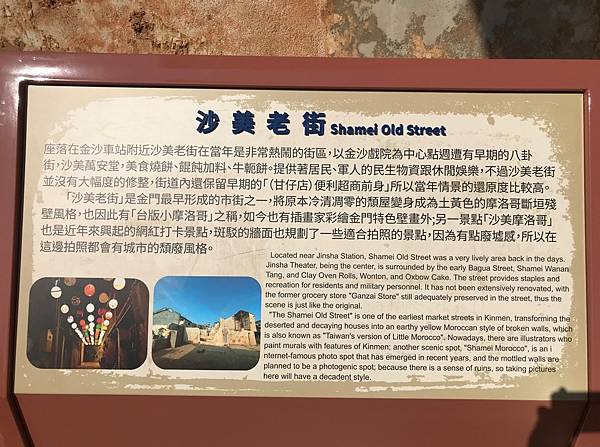 沙美老街 Shamei Old Street
座落在金沙車站附近沙美老街在當年是非常熱鬧的街區,以金沙戲院為中心點週遭有早期的八卦
街,沙美萬安堂,美食燒餅、餛飩加料、牛軛餅。提供著居民、軍人的民生物資跟休閒娛樂,不過沙美老街
並沒有大幅度的修整,街道內還保留早期的「(甘仔店)便利超商前身」所以當年情景的還原度比較高。
「沙美老街」是金門最早形成的市街之一,將原本冷清凋零的頹屋變身成為土黃色的摩洛哥斷垣殘
壁風格,也因此有「台版小摩洛哥」之稱,如今也有插畫家彩繪金門特色壁畫外;另一景點「沙美摩洛哥」
也是近年來興起的網紅打卡景點,斑駁的牆面也規劃了一些適合拍照的景點,因為有點廢墟感,所以在
這邊拍照都會有城市的頹廢風格。
Located near Jinsha Station, Shamei Old Street was a very lively area back in the days.
Jinsha Theater, being the center, is surrounded by the early Bagua Street, Shamei Wanan
Tang, and Clay Oven Rolls, Wonton, and Oxbow Cake. The street provides staples and
recreation for residents and military personnel. It has not been extensively renovated, with
the former grocery store "Ganzai Store" still adequately preserved in the street, thus the
scene is just like the original.
"The Shamei Old Street" is one of the earliest market streets in Kinmen, transforming the
deserted and decaying houses into an earthy yellow Moroccan style of broken walls, which
is also known as "Taiwan's version of Little Morocco". Nowadays, there are illustrators who
paint murals with features of Kinmen; another scenic spot, "Shamei Morocco", is an i
nternet-famous photo spot that has emerged in recent years, and the mottled walls are
planned to be a photogenic spot; because there is a sense of ruins, so taking pictures
here will have a decadent style.